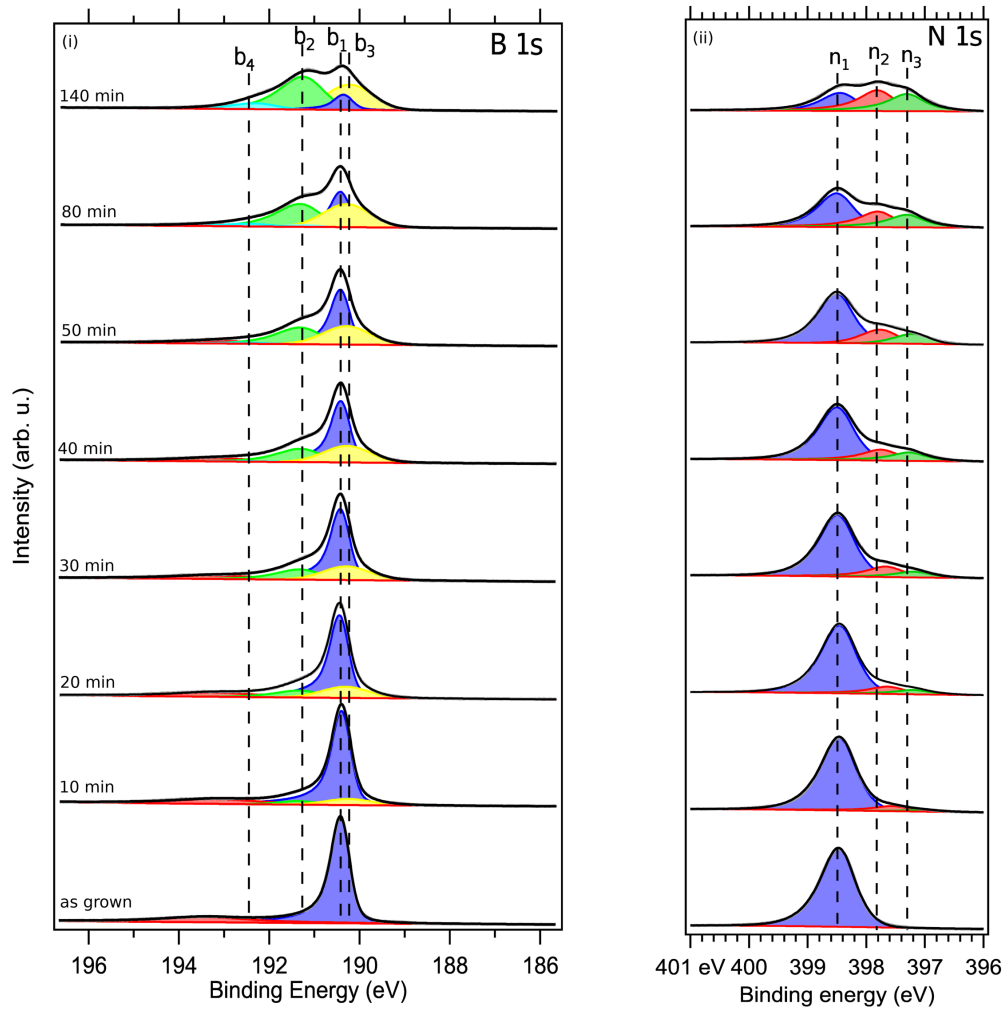 (i)
B 1s
b4
b2
b1
b3
140 min
80 min
50 min
40 min
30 min
20 min
10 min
as grown
Intensity (arb. u.)
196
194
192
190
188
186
Binding Energy (eV)
(ii)
N 1s
n1
n2
n3
401 eV
400
399
398
397
396
Binding energy (eV)